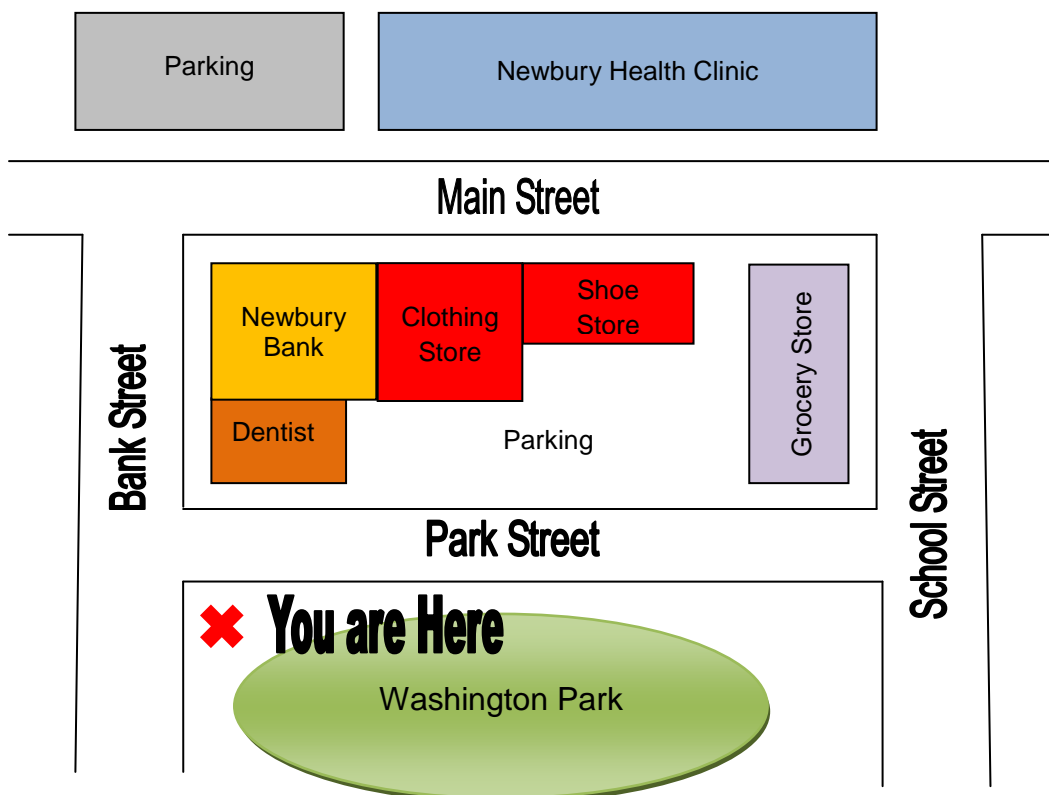 Parking
Newbury Health Clinic
Main Street
Newbury
Bank
Clothing
Store
Shoe
Store
Grocery Store
Dentist
Parking
Bank Street
School Street
Park Street
You are Here
Washington Park